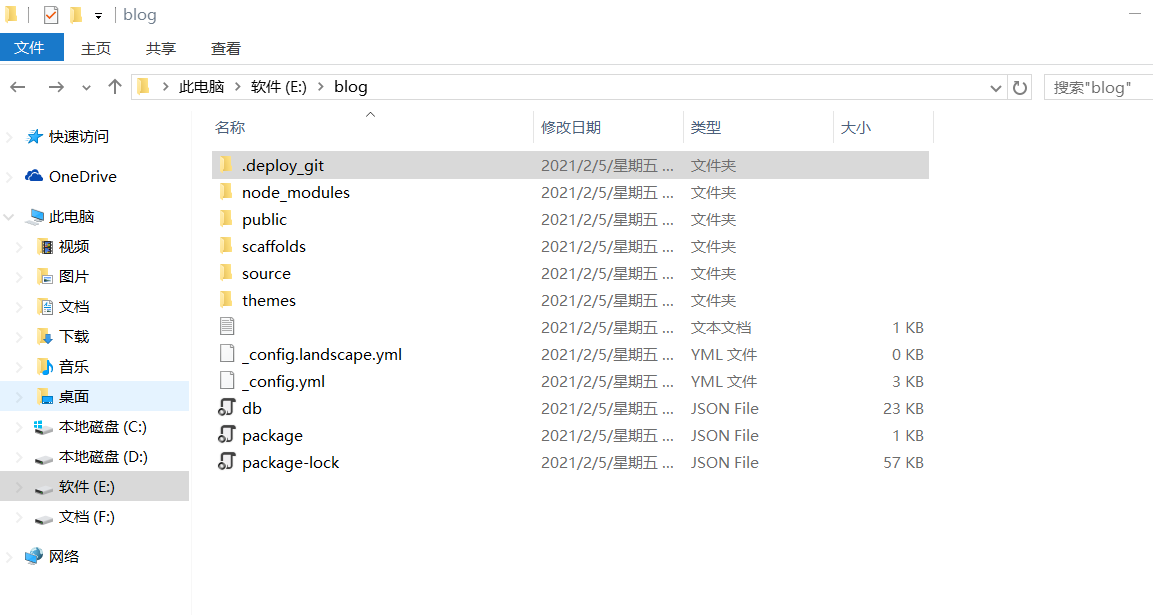 blog
文件 主页 共享 查看
此电脑 软件 (E:) blog 搜索"blog"
名称 修改日期 类型 大小
快速访问
OneDrive
此电脑
视频
图片
文档
下载
音乐
桌面
本地磁盘 (C:)
本地磁盘 (D:)
软件 (E:)
文档 (F:)
网络
.deploy_git 2021/2/5/星期五 ... 文件夹
node_modules 2021/2/5/星期五 ... 文件夹
public 2021/2/5/星期五 ... 文件夹
scaffolds 2021/2/5/星期五 ... 文件夹
source 2021/2/5/星期五 ... 文件夹
themes 2021/2/5/星期五 ... 文件夹
2021/2/5/星期五 ... 文本文档 1 KB
_config.landscape.yml 2021/2/5/星期五 ... YML 文件 0 KB
_config.yml 2021/2/5/星期五 ... YML 文件 3 KB
db 2021/2/5/星期五 ... JSON File 23 KB
package 2021/2/5/星期五 ... JSON File 1 KB
package-lock 2021/2/5/星期五 ... JSON File 57 KB